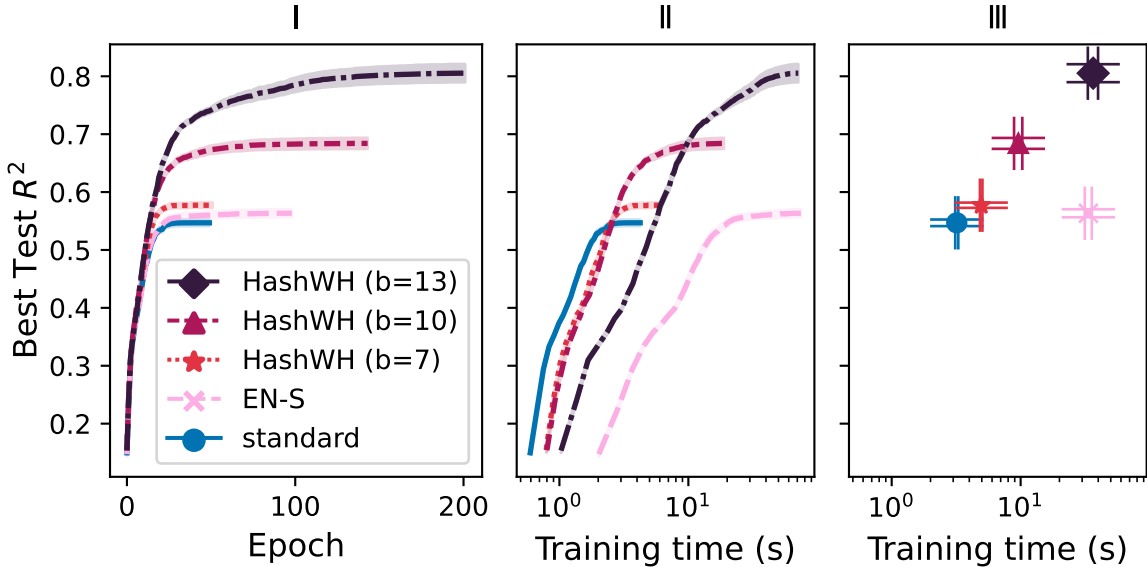 I
II
III
Best Test R²
0.8
0.7
0.6
0.5
0.4
0.3
0.2
HashWH (b=13)
HashWH (b=10)
HashWH (b=7)
EN-S
standard
0
100
200
Epoch
10⁰
10¹
Training time (s)
10⁰
10¹
Training time (s)